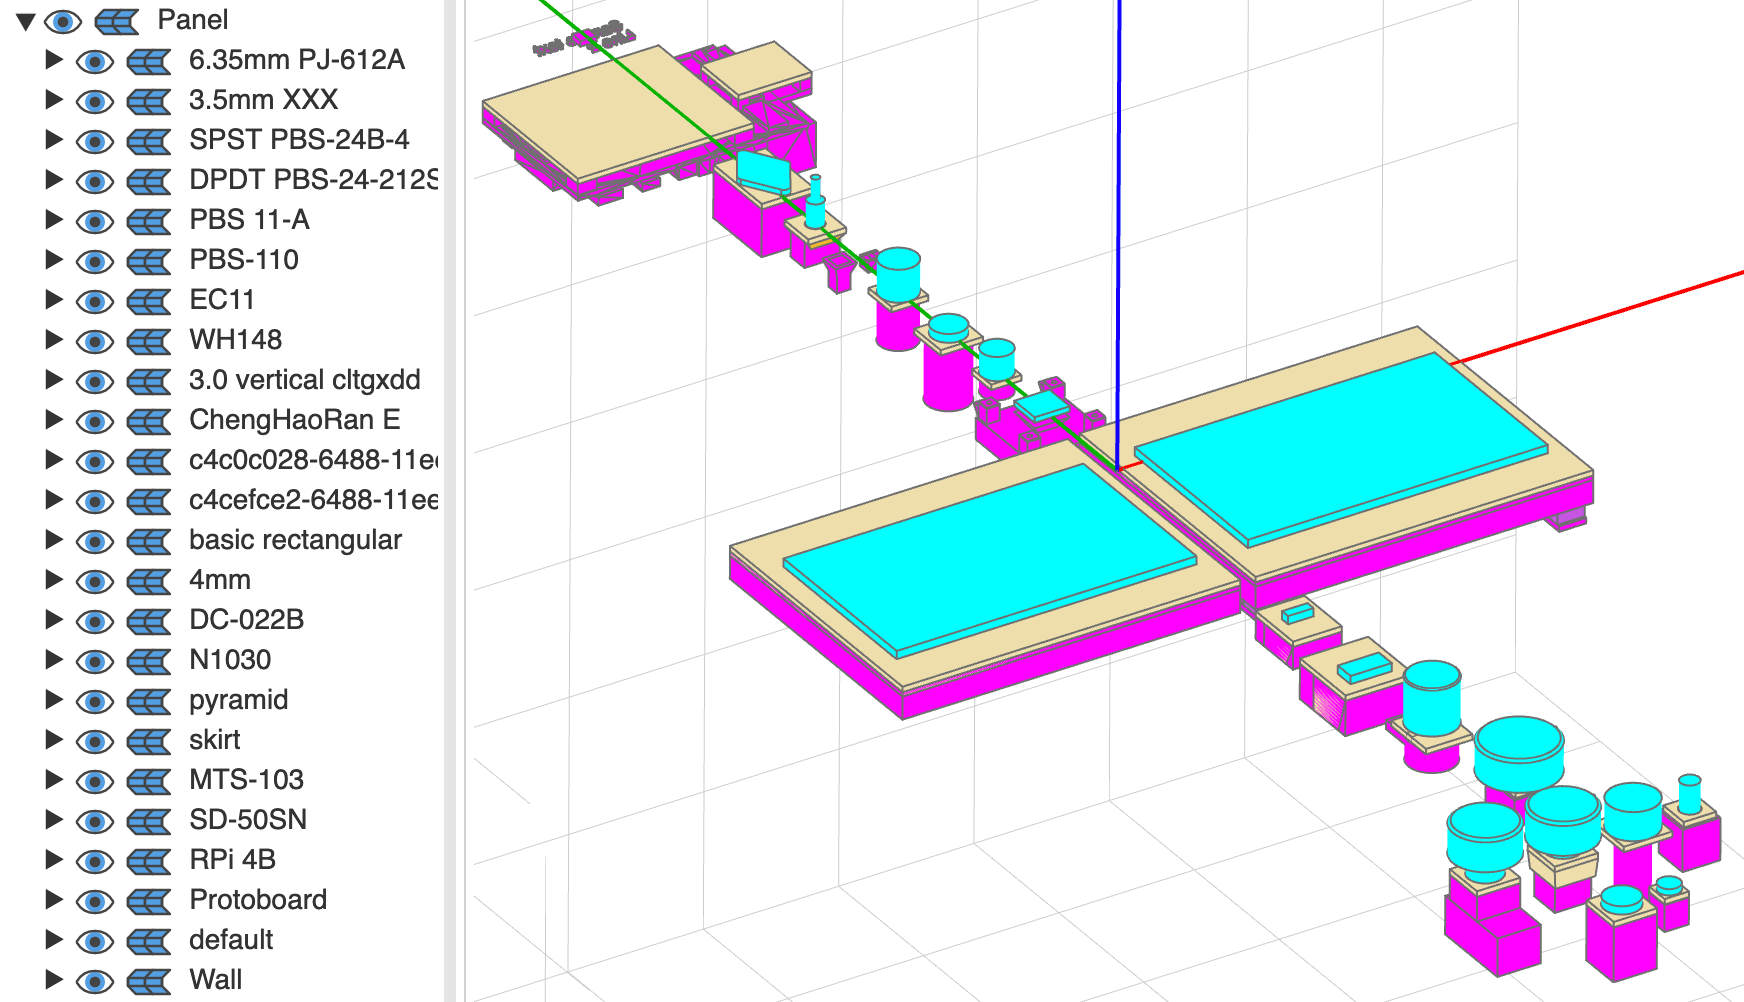 Panel
6.35mm PJ-612A
3.5mm XXX
SPST PBS-24B-4
DPDT PBS-24-212S
PBS 11-A
PBS-110
EC11
WH148
3.0 vertical cltgxdd
ChengHaoRan E
c4c0c028-6488-11e
c4cefce2-6488-11ee
basic rectangular
4mm
DC-022B
N1030
pyramid
skirt
MTS-103
SD-50SN
RPi 4B
Protoboard
default
Wall